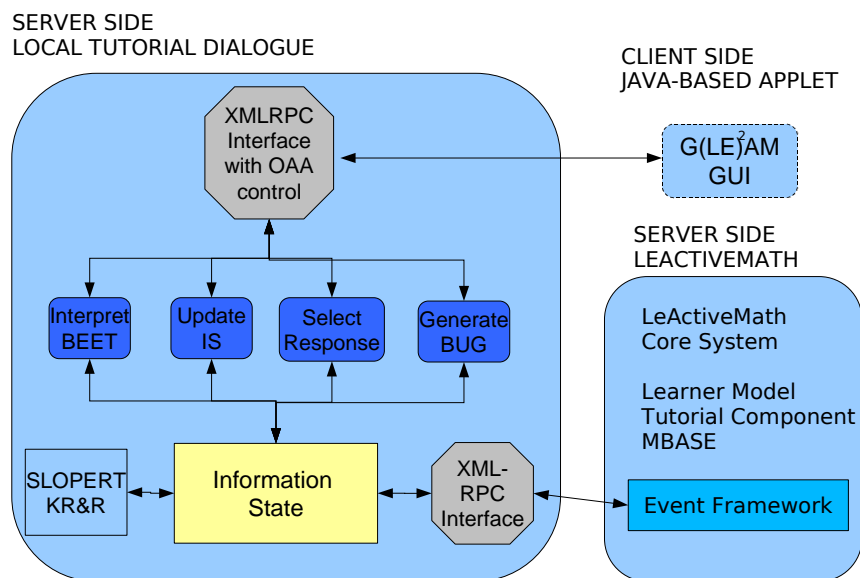 SERVER SIDE
LOCAL TUTORIAL DIALOGUE
CLIENT SIDE
JAVA-BASED APPLET
XMLRPC
Interface
with OAA
control
G(LE)²AM
GUI
SERVER SIDE
LEACTIVEMATH
Interpret
BEET
Update
IS
Select
Response
Generate
BUG
LeActiveMath
Core System
Learner Model
Tutorial Component
MBASE
SLOPERT
KR&R
Information
State
XML-
RPC
Interface
Event Framework